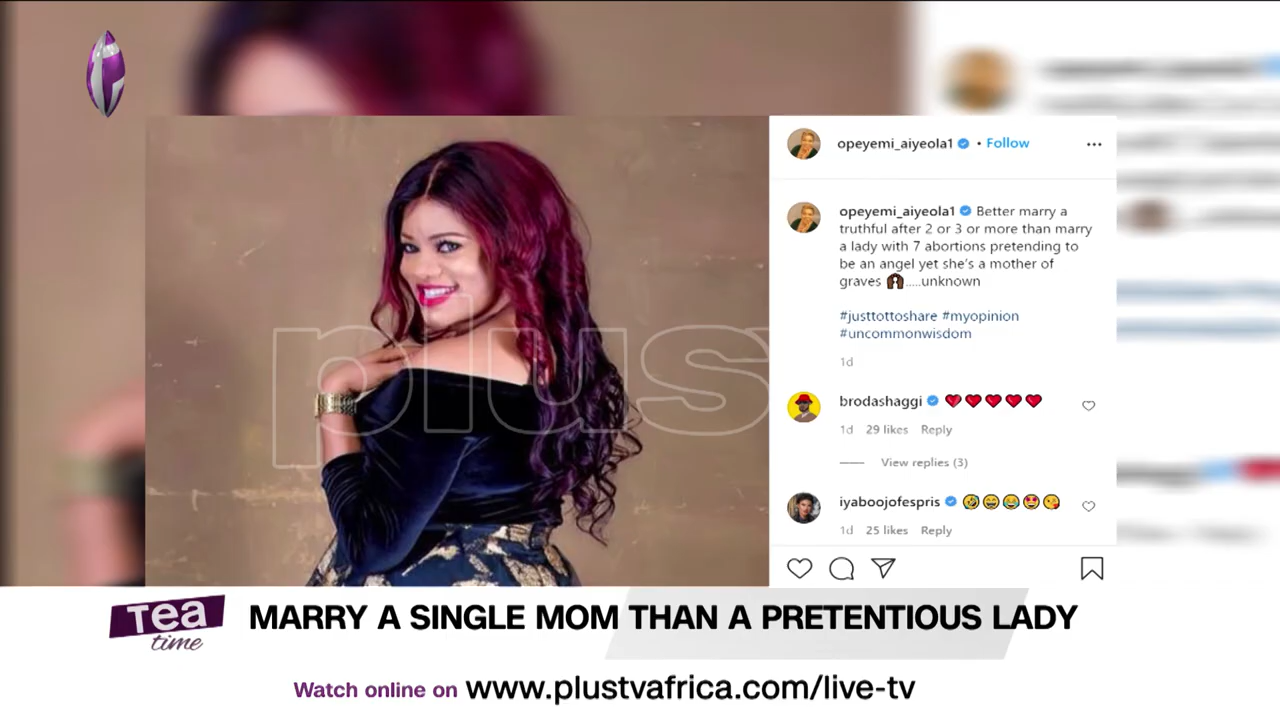 opeyemi_aiyeola1 • Follow
opeyemi_aiyeola1 Better marry a
truthful after 2 or 3 or more than marry
a lady with 7 abortions pretending to
be an angel yet she's a mother of
graves .....unknown
#justtottoshare #myopinion
#uncommonwisdom
1d
brodashaggi
1d 29 likes Reply
View replies (3)
iyaboojofespris
1d 25 likes Reply
plus
Tea
time
MARRY A SINGLE MOM THAN A PRETENTIOUS LADY
Watch online on www.plustvafrica.com/live-tv